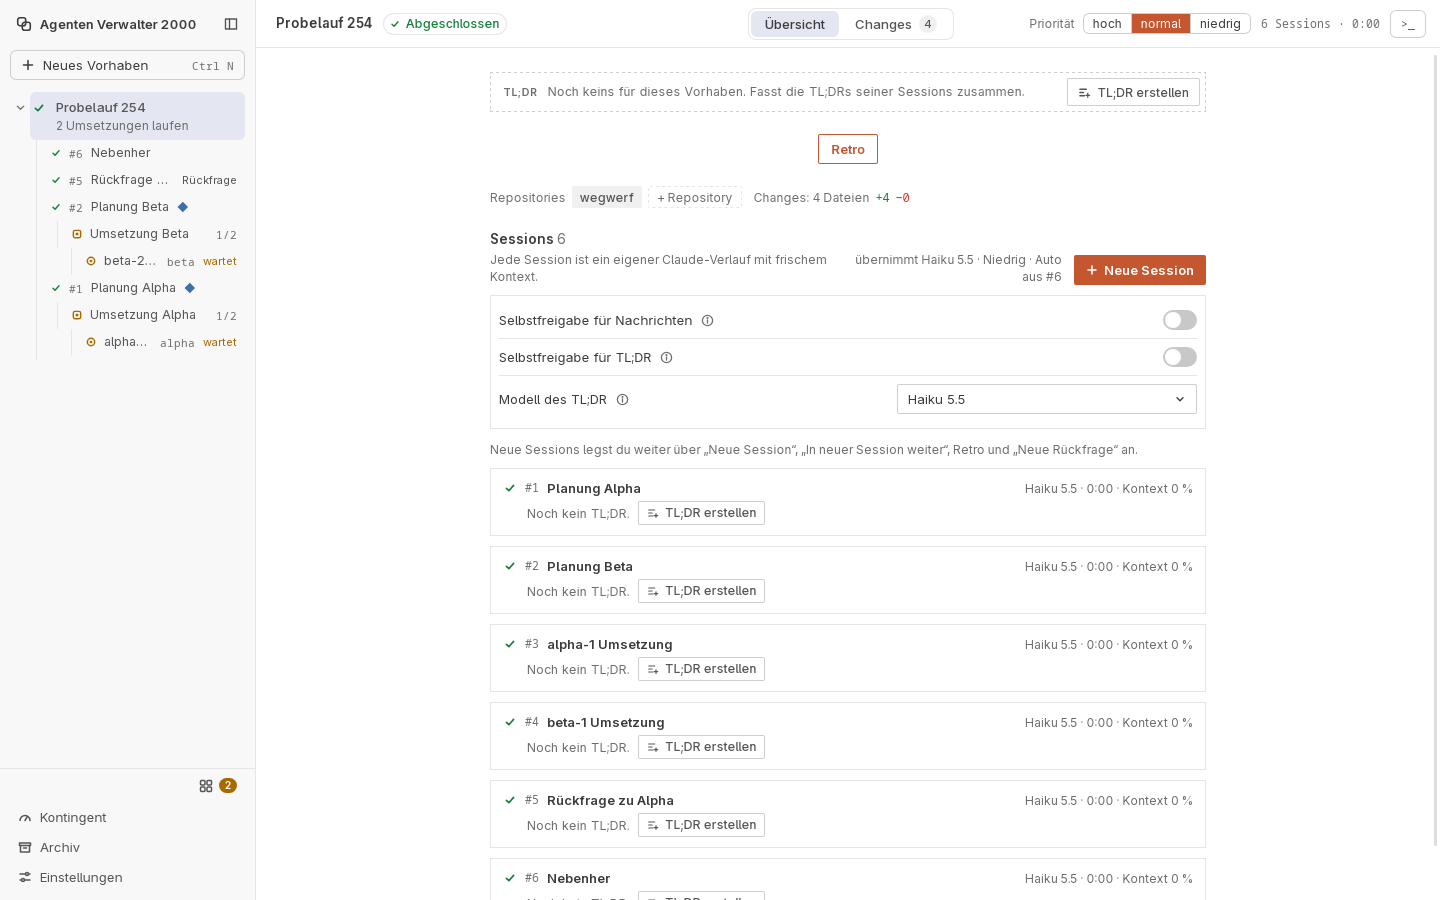 Agenten Verwalter 2000
Neues Vorhaben Ctrl N
Probelauf 254
2 Umsetzungen laufen
#6 Nebenher
#5 Rückfrage ... Rückfrage
#2 Planung Beta
Umsetzung Beta 1/2
beta-2... beta wartet
#1 Planung Alpha
Umsetzung Alpha 1/2
alpha... alpha wartet
2
Kontingent
Archiv
Einstellungen
Probelauf 254 Abgeschlossen
Übersicht Changes 4
Priorität hoch normal niedrig 6 Sessions · 0:00 >_
TL;DR Noch keins für dieses Vorhaben. Fasst die TL;DRs seiner Sessions zusammen. TL;DR erstellen
Retro
Repositories wegwerf + Repository Changes: 4 Dateien +4 −0
Sessions 6
Jede Session ist ein eigener Claude-Verlauf mit frischem
Kontext.
übernimmt Haiku 5.5 · Niedrig · Auto
aus #6
+ Neue Session
Selbstfreigabe für Nachrichten
Selbstfreigabe für TL;DR
Modell des TL;DR Haiku 5.5
Neue Sessions legst du weiter über „Neue Session“, „In neuer Session weiter“, Retro und „Neue Rückfrage“ an.
#1 Planung Alpha Haiku 5.5 · 0:00 · Kontext 0 %
Noch kein TL;DR. TL;DR erstellen
#2 Planung Beta Haiku 5.5 · 0:00 · Kontext 0 %
Noch kein TL;DR. TL;DR erstellen
#3 alpha-1 Umsetzung Haiku 5.5 · 0:00 · Kontext 0 %
Noch kein TL;DR. TL;DR erstellen
#4 beta-1 Umsetzung Haiku 5.5 · 0:00 · Kontext 0 %
Noch kein TL;DR. TL;DR erstellen
#5 Rückfrage zu Alpha Haiku 5.5 · 0:00 · Kontext 0 %
Noch kein TL;DR. TL;DR erstellen
#6 Nebenher Haiku 5.5 · 0:00 · Kontext 0 %